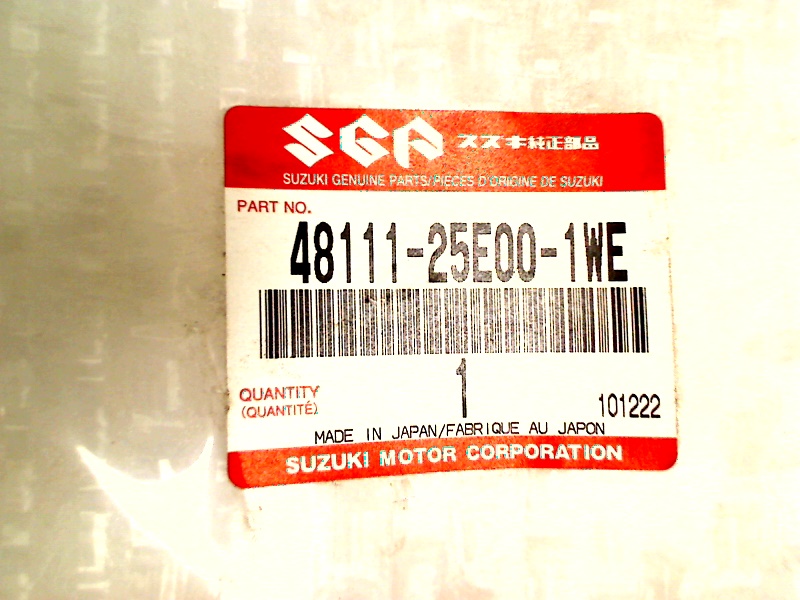 SGP スズキ純正部品
SUZUKI GENUINE PARTS/PIECES D'ORIGINE DE SUZUKI
PART NO.
48111-25E00-1WE
1
QUANTITY
(QUANTITÉ)
101222
MADE IN JAPAN/FABRIQUE AU JAPON
SUZUKI MOTOR CORPORATION